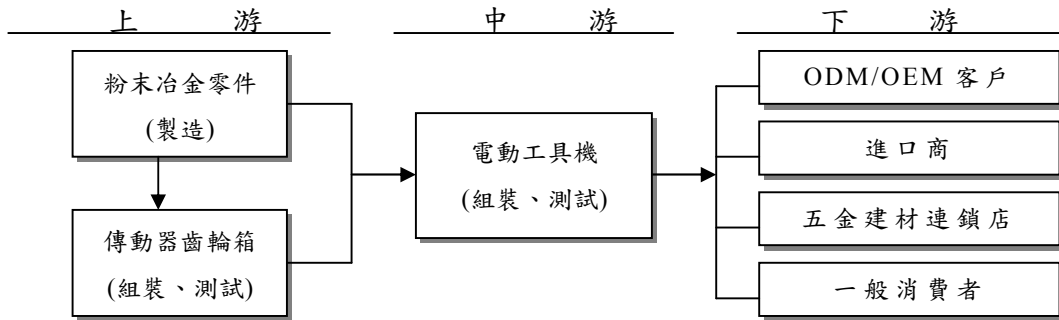 上游
中游
下游
粉末冶金零件
(製造)
傳動器齒輪箱
(組裝、測試)
電動工具機
(組裝、測試)
ODM/OEM 客戶
進口商
五金建材連鎖店
一般消費者